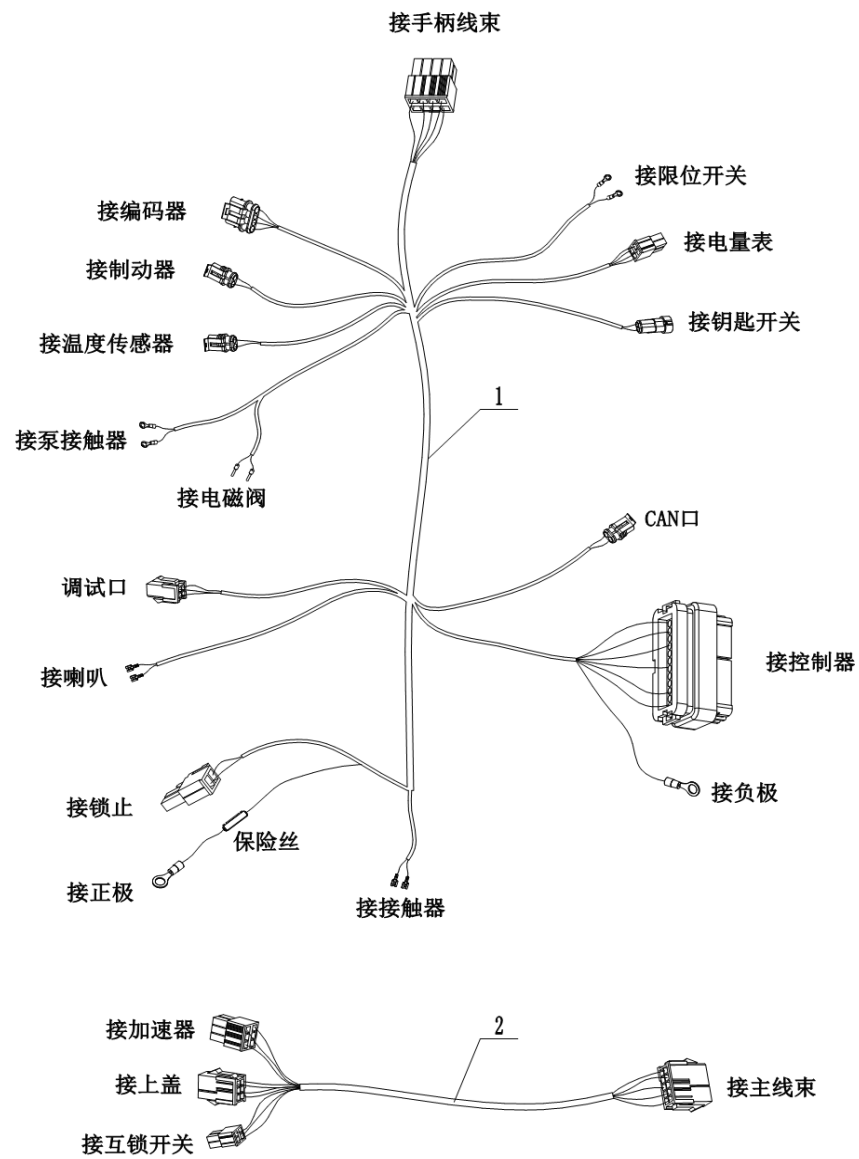 接手柄线束
接限位开关
接编码器
接电量表
接制动器
接钥匙开关
接温度传感器
1
接泵接触器
接电磁阀
CAN口
调试口
接控制器
接喇叭
接负极
接锁止
保险丝
接正极
接接触器
接加速器
2
接上盖
接主线束
接互锁开关